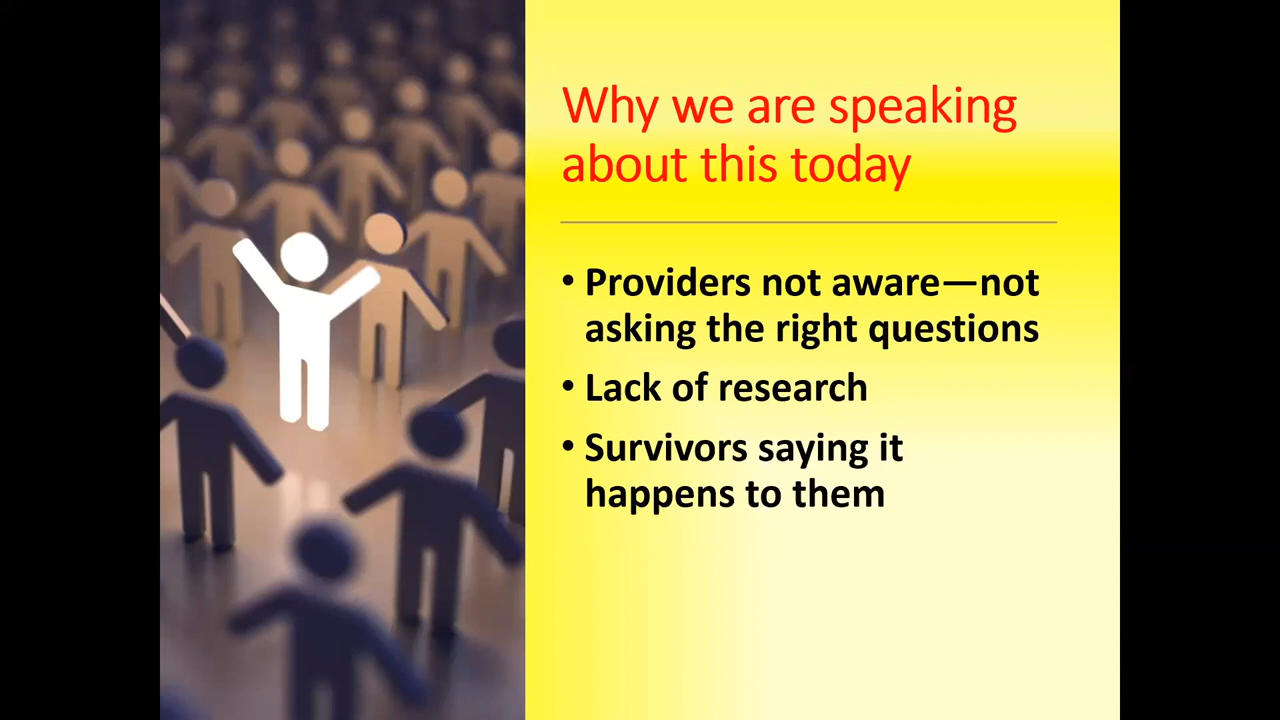 Why we are speaking
about this today
• Providers not aware—not
asking the right questions
• Lack of research
• Survivors saying it
happens to them